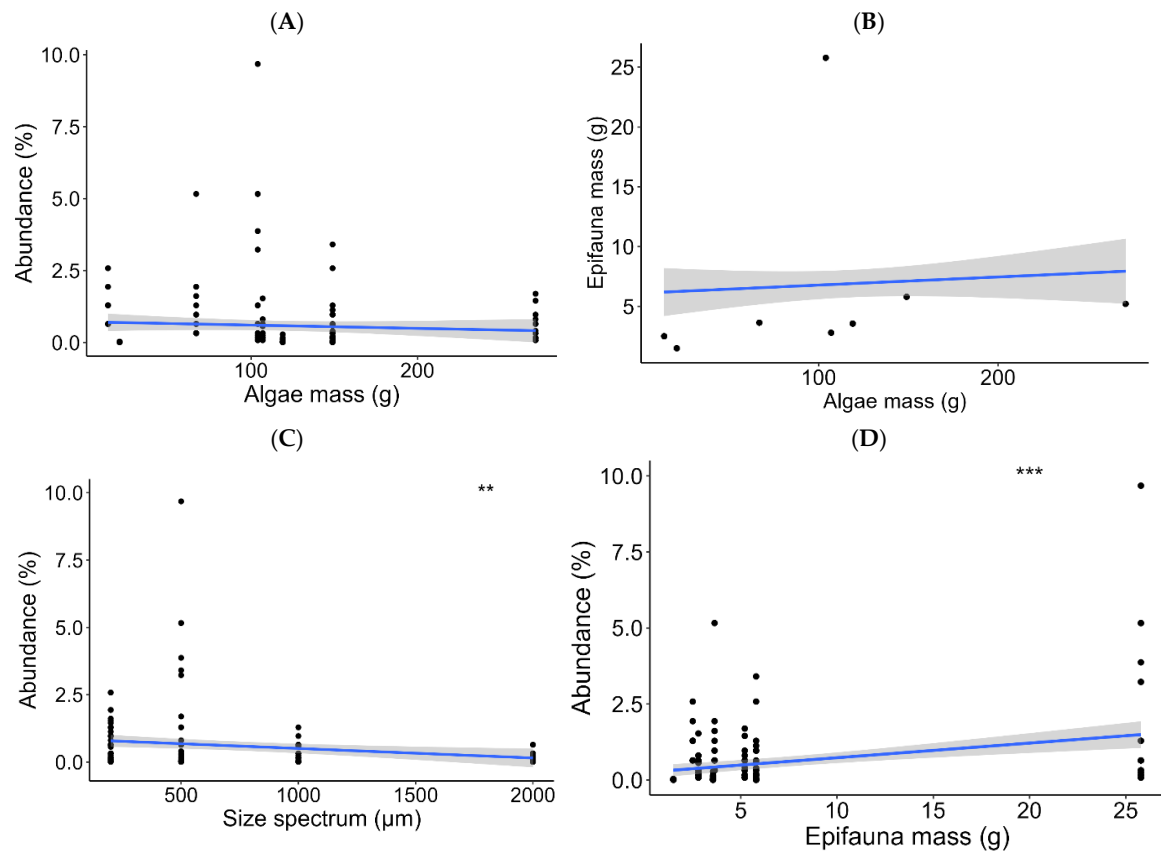 (A)
10.0
7.5
5.0
2.5
0.0
Abundance (%)
100
200
Algae mass (g)
(B)
25
20
15
10
5
Epifauna mass (g)
100
200
Algae mass (g)
(C)
**
10.0
7.5
5.0
2.5
0.0
Abundance (%)
500
1000
1500
2000
Size spectrum (μm)
(D)
***
10.0
7.5
5.0
2.5
0.0
Abundance (%)
5
10
15
20
25
Epifauna mass (g)